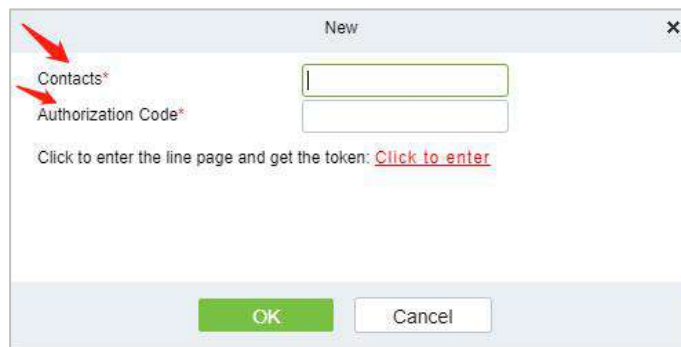 New
Contacts*
Authorization Code*
Click to enter the line page and get the token: Click to enter
OK Cancel